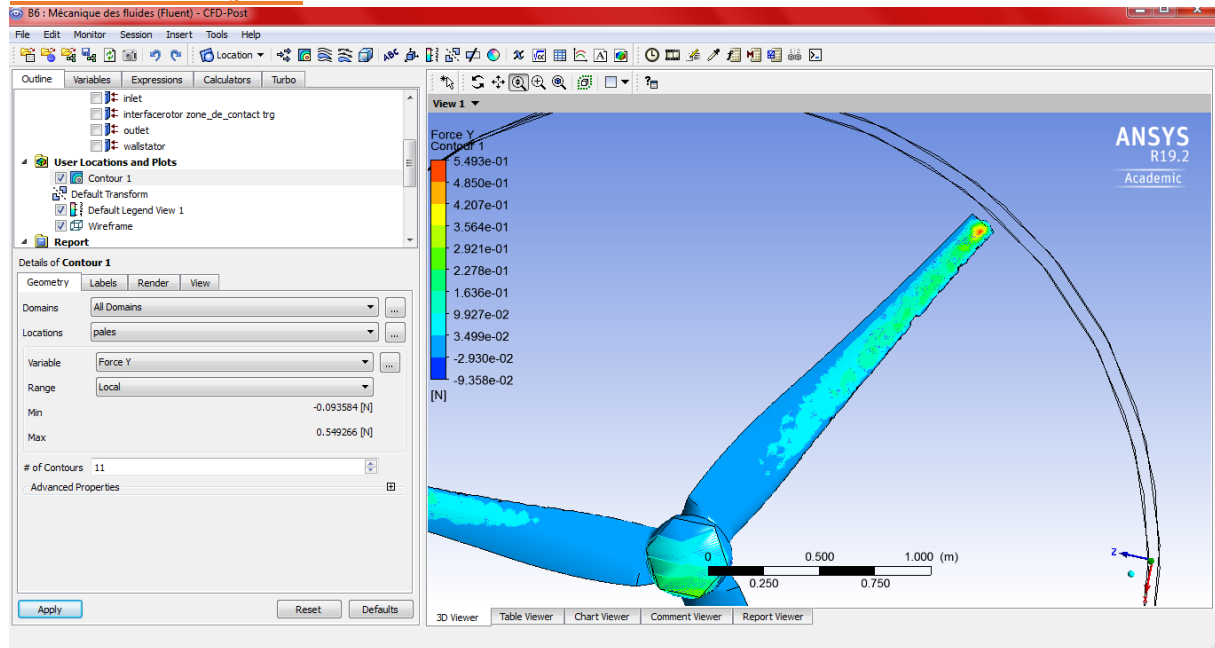 B6 : Mécanique des fluides (Fluent) - CFD-Post
File Edit Monitor Session Insert Tools Help
Location
Outline Variables Expressions Calculators Turbo
inlet
interfacerotor zone_de_contact trg
outlet
wallstator
User Locations and Plots
Contour 1
Default Transform
Default Legend View 1
Wireframe
Report
Details of Contour 1
Geometry Labels Render View
Domains All Domains ...
Locations pales ...
Variable Force Y ...
Range Local
Min -0.093584 [N]
Max 0.549266 [N]
# of Contours 11
Advanced Properties
Apply Reset Defaults
View 1
Force Y
Contour 1
5.493e-01
4.850e-01
4.207e-01
3.564e-01
2.921e-01
2.278e-01
1.636e-01
9.927e-02
3.499e-02
-2.930e-02
-9.358e-02
[N]
ANSYS
R19.2
Academic
0 0.500 1.000 (m)
0.250 0.750
Z
3D Viewer Table Viewer Chart Viewer Comment Viewer Report Viewer